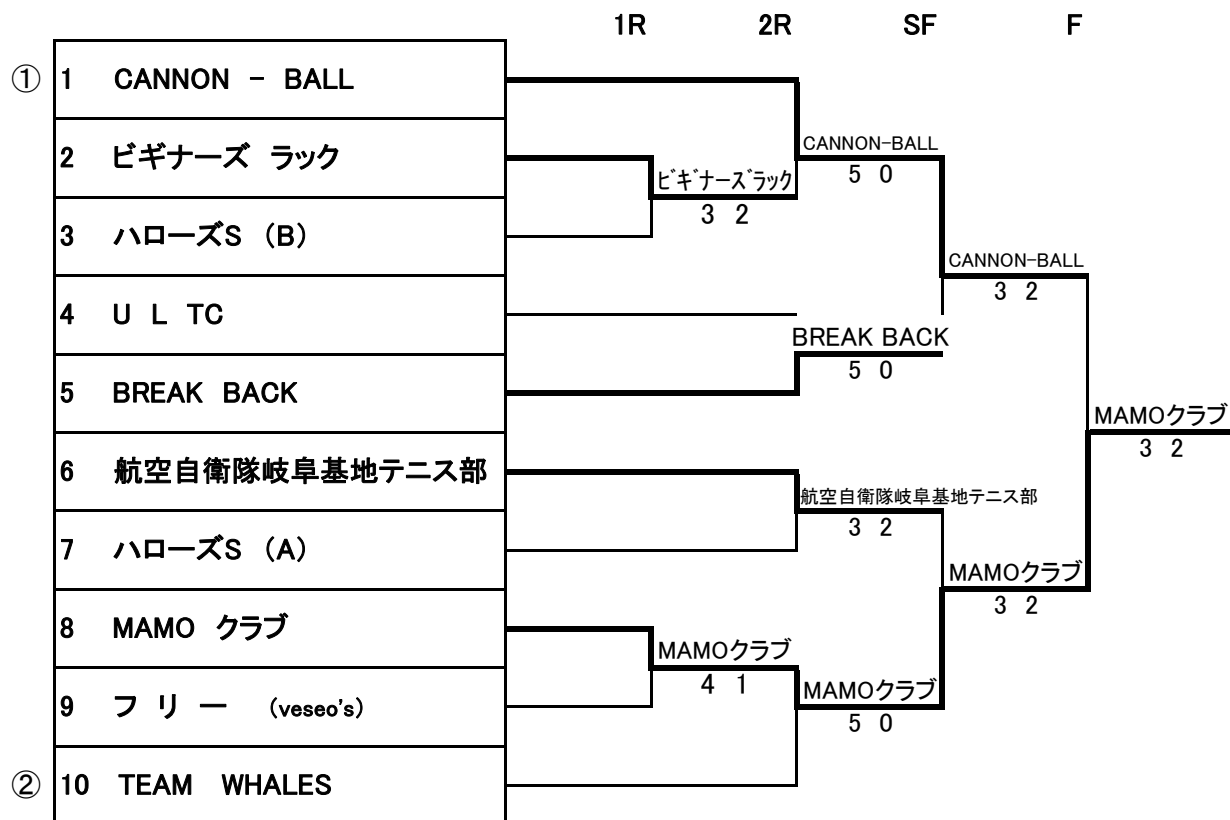 1R 2R SF F
① 1 CANNON - BALL
2 ビギナーズ ラック
3 ハローズS (B)
4 U L TC
5 BREAK BACK
6 航空自衛隊岐阜基地テニス部
7 ハローズS (A)
8 MAMO クラブ
9 フ リ ー (veseo's)
② 10 TEAM WHALES
ビギナーズラック
3 2
MAMOクラブ
4 1
CANNON-BALL
5 0
BREAK BACK
5 0
航空自衛隊岐阜基地テニス部
3 2
MAMOクラブ
5 0
CANNON-BALL
3 2
MAMOクラブ
3 2
MAMOクラブ
3 2